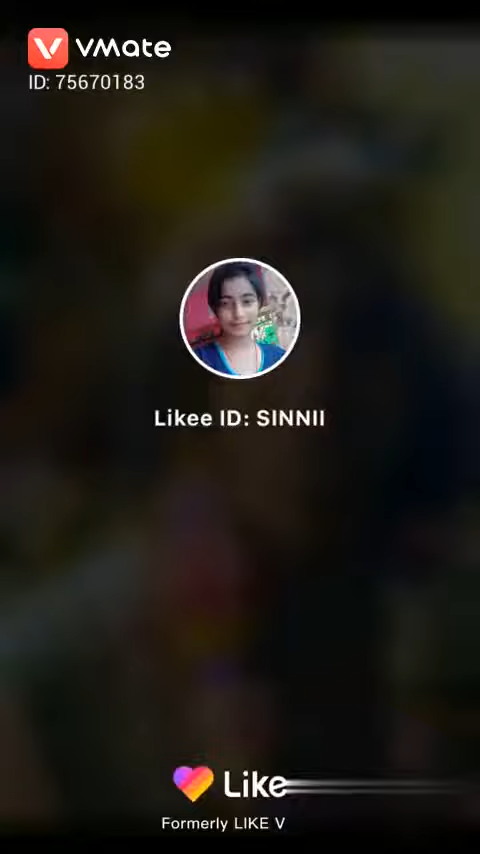 VMate
ID: 75670183
Likee ID: SINNII
Like
Formerly LIKE V